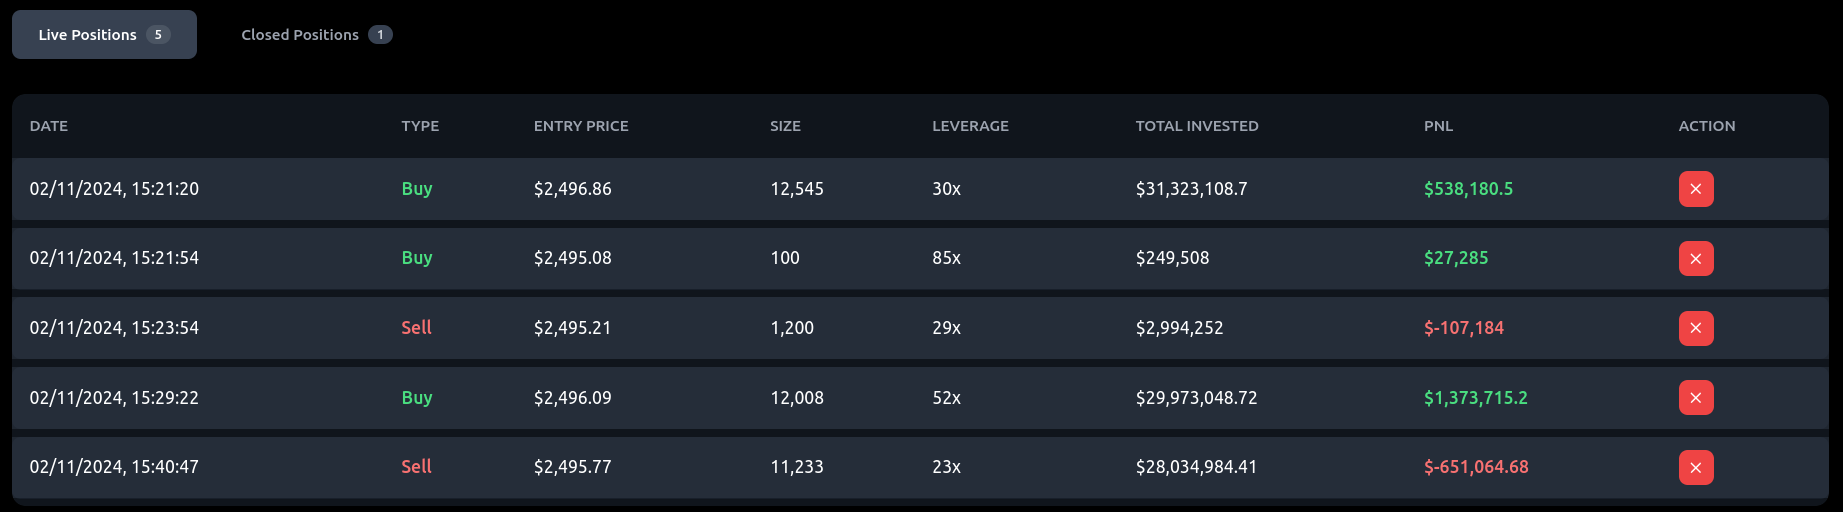 Live Positions 5 Closed Positions 1
DATE TYPE ENTRY PRICE SIZE LEVERAGE TOTAL INVESTED PNL ACTION
02/11/2024, 15:21:20 Buy $2,496.86 12,545 30x $31,323,108.7 $538,180.5
02/11/2024, 15:21:54 Buy $2,495.08 100 85x $249,508 $27,285
02/11/2024, 15:23:54 Sell $2,495.21 1,200 29x $2,994,252 $-107,184
02/11/2024, 15:29:22 Buy $2,496.09 12,008 52x $29,973,048.72 $1,373,715.2
02/11/2024, 15:40:47 Sell $2,495.77 11,233 23x $28,034,984.41 $-651,064.68